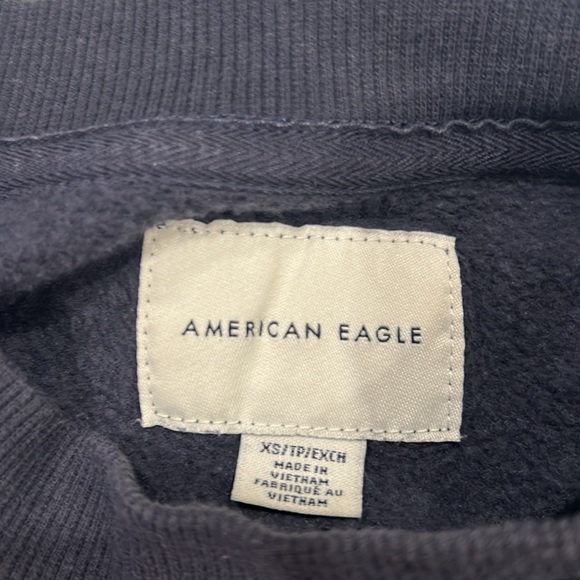 AMERICAN EAGLE
XS/TP/EXCH
MADE IN
VIETNAM
FABRIQUÉ AU
VIETNAM